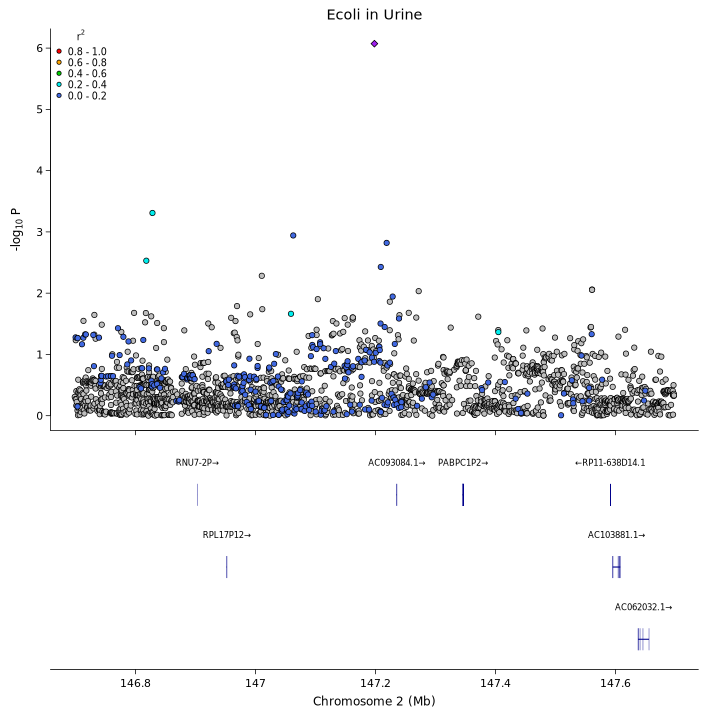 Ecoli in Urine
r2
0.8 - 1.0
0.6 - 0.8
0.4 - 0.6
0.2 - 0.4
0.0 - 0.2
6
5
4
3
2
1
0
-log10 P
RNU7-2P→ AC093084.1→ PABPC1P2→ ←RP11-638D14.1
RPL17P12→ AC103881.1→
AC062032.1→
146.8 147 147.2 147.4 147.6
Chromosome 2 (Mb)